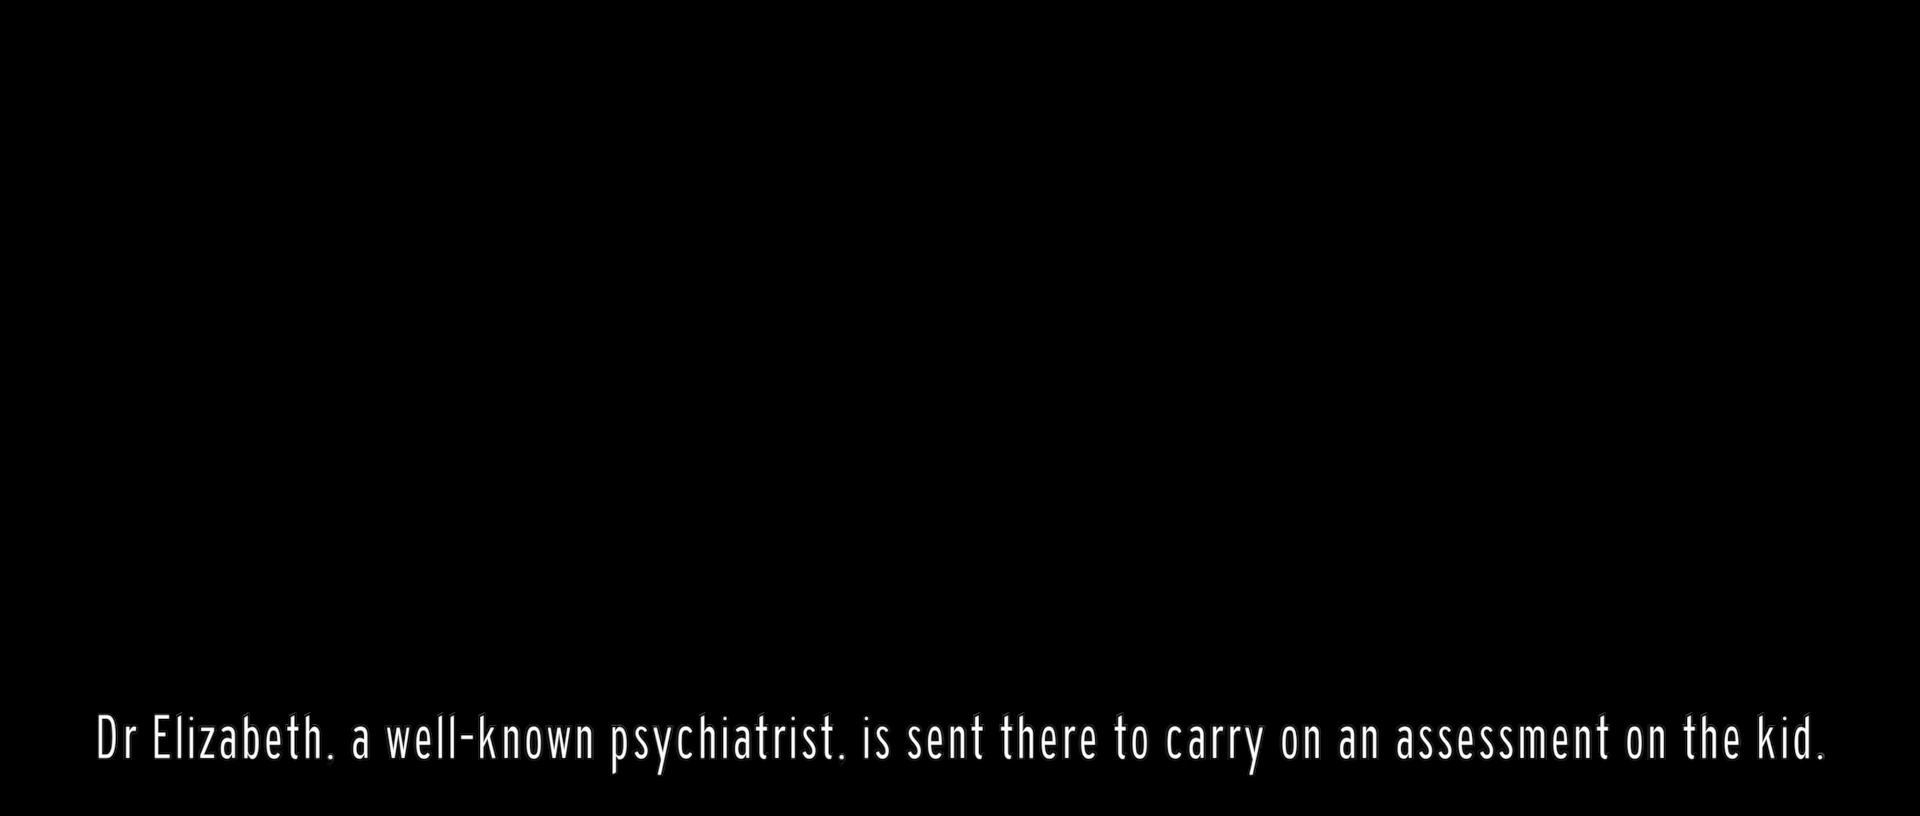 Dr Elizabeth. a well-known psychiatrist. is sent there to carry on an assessment on the kid.